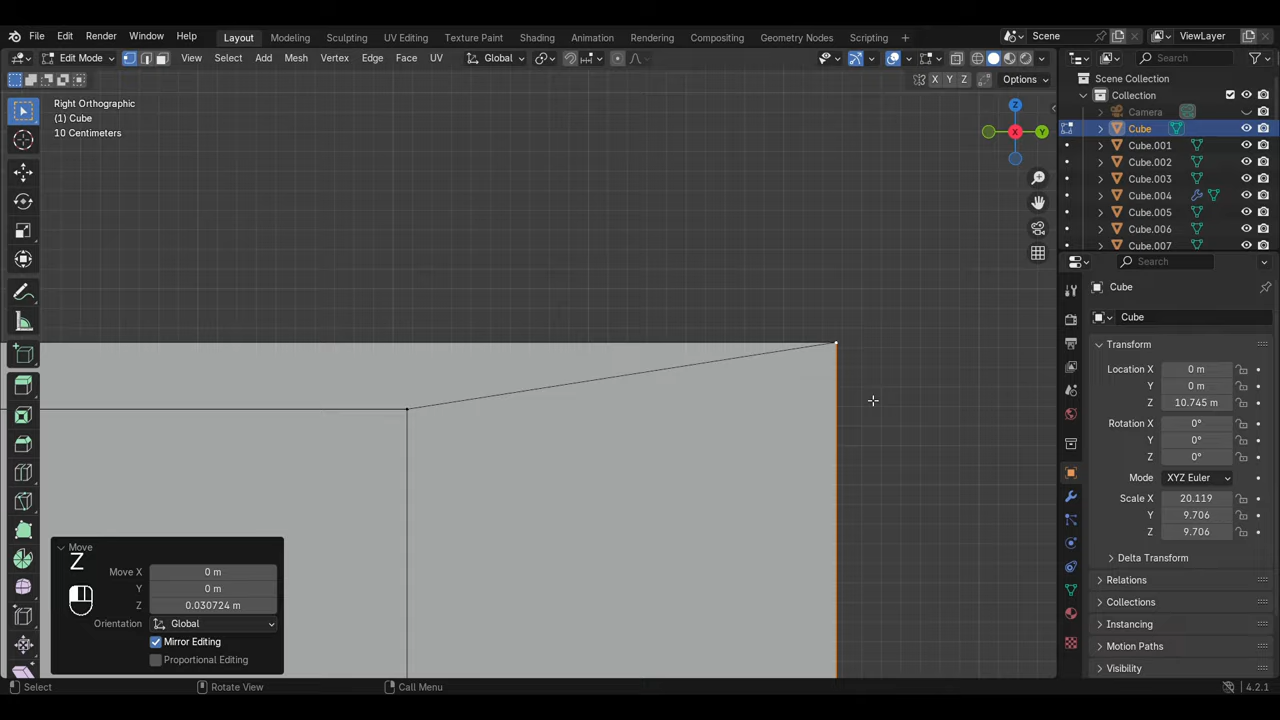 File Edit Render Window Help Layout Modeling Sculpting UV Editing Texture Paint Shading Animation Rendering Compositing Geometry Nodes Scripting + Scene ViewLayer
Edit Mode View Select Add Mesh Vertex Edge Face UV Global Search
X Y Z Options
Right Orthographic
(1) Cube
10 Centimeters
Z
X
Y
Scene Collection
Collection
Camera
Cube
Cube.001
Cube.002
Cube.003
Cube.004
Cube.005
Cube.006
Cube.007
Search
Cube
Cube
Transform
Location X 0 m
Y 0 m
Z 10.745 m
Rotation X 0°
Y 0°
Z 0°
Mode XYZ Euler
Scale X 20.119
Y 9.706
Z 9.706
Delta Transform
Relations
Collections
Instancing
Motion Paths
Visibility
Move
Z
Move X 0 m
Y 0 m
Z 0.030724 m
Orientation Global
Mirror Editing
Proportional Editing
Select Rotate View Call Menu 4.2.1